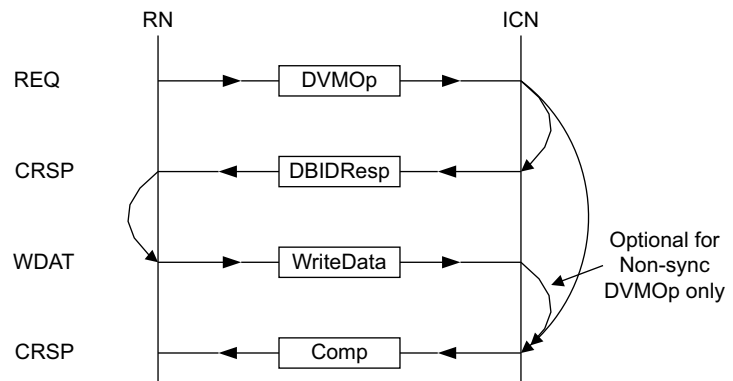 RN ICN
REQ DVMOp
CRSP DBIDResp
WDAT WriteData
Optional for
Non-sync
DVMOp only
CRSP Comp